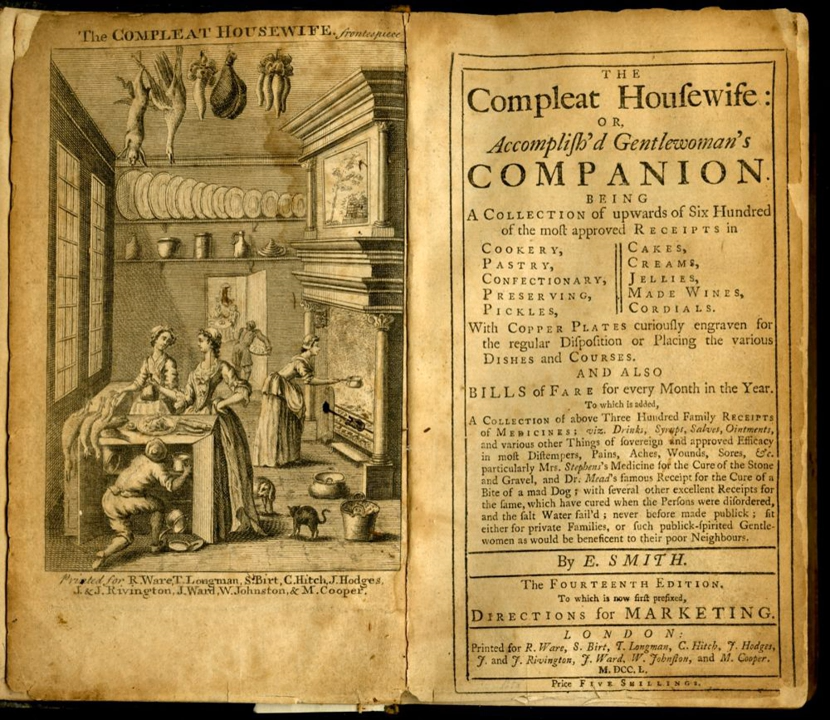 The COMPLEAT HOUSEWIFE. frontespiece
Printed for R. Ware, T. Longman, S. Birt, C. Hitch, J. Hodges,
J. & J. Rivington, J. Ward, W. Johnston, & M. Cooper.
THE
Compleat Houſewife:
OR,
Accompliſh'd Gentlewoman's
COMPANION.
BEING
A COLLECTION of upwards of Six Hundred
of the moſt approved RECEIPTS in
COOKERY,
PASTRY,
CONFECTIONARY,
PRESERVING,
PICKLES,
CAKES,
CREAMS,
JELLIES,
MADE WINES,
CORDIALS.
With COPPER PLATES curiouſly engraven for
the regular Diſpoſition or Placing the various
DISHES and COURSES.
AND ALSO
BILLS of FARE for every Month in the Year.
To which is added,
A COLLECTION of above Three Hundred Family RECEIPTS
of MEDICINES; viz. Drinks, Syrups, Salves, Ointments,
and various other Things of ſovereign and approved Efficacy
in moſt Diſtempers, Pains, Aches, Wounds, Sores, &c.
particularly Mrs. Stephens's Medicine for the Cure of the Stone
and Gravel, and Dr. Mead's famous Receipt for the Cure of a
Bite of a mad Dog; with ſeveral other excellent Receipts for
the ſame, which have cured when the Perſons were diſordered,
and the ſalt Water fail'd; never before made publick; fit
either for private Families, or ſuch publick-ſpirited Gentle-
women as would be beneficent to their poor Neighbours.
By E. SMITH.
The FOURTEENTH EDITION.
To which is now firſt prefixed,
DIRECTIONS for MARKETING.
LONDON:
Printed for R. Ware, S. Birt, T. Longman, C. Hitch, J. Hodges,
J. and J. Rivington, J. Ward, W. Johnſton, and M. Cooper.
M.DCC.L.
Price FIVE SHILLINGS.